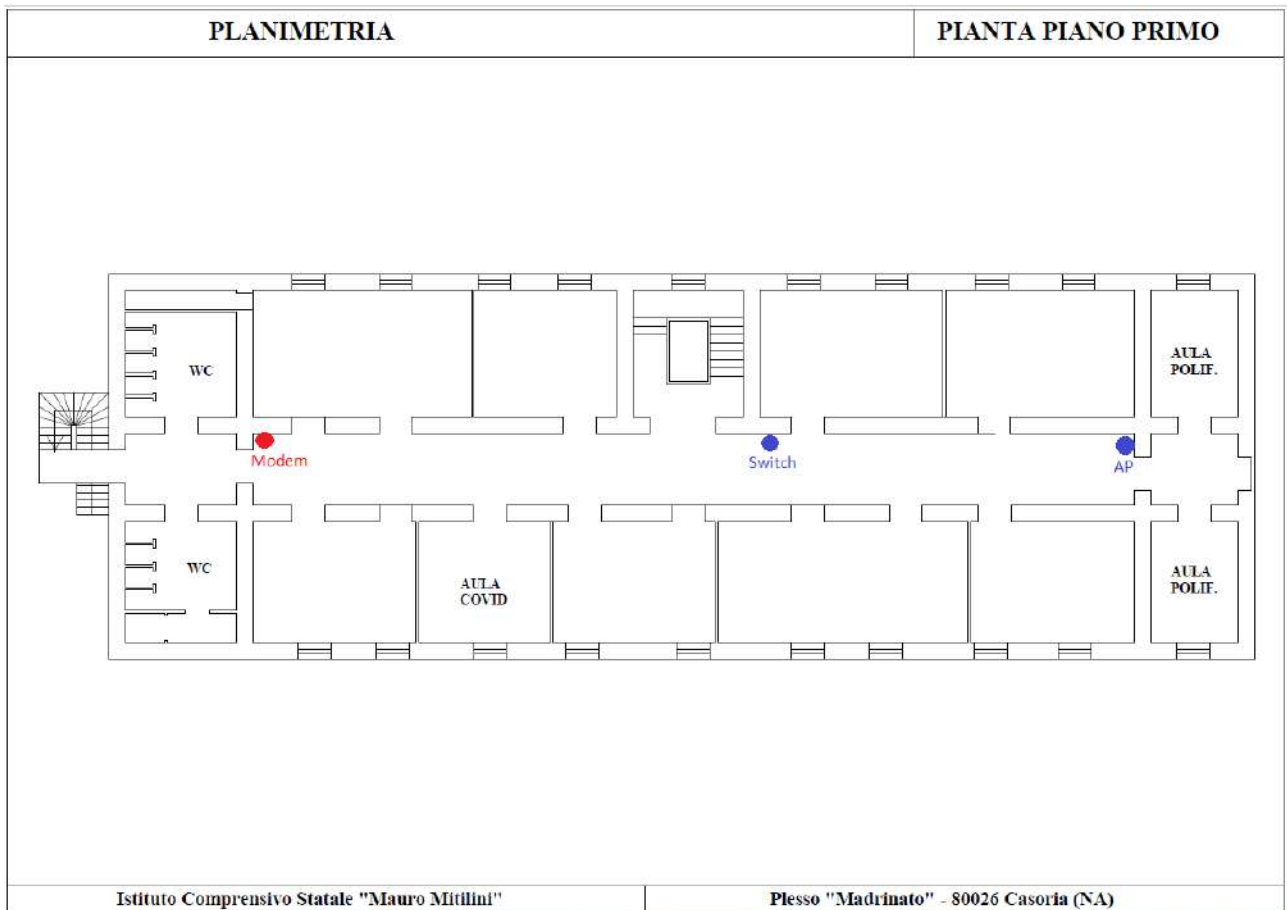 PLANIMETRIA
PIANTA PIANO PRIMO
WC
AULA
POLIF.
Modem
Switch
AP
WC
AULA
COVID
AULA
POLIF.
Istituto Comprensivo Statale "Mauro Mitilini"
Plesso "Madrinato" - 80026 Casoria (NA)